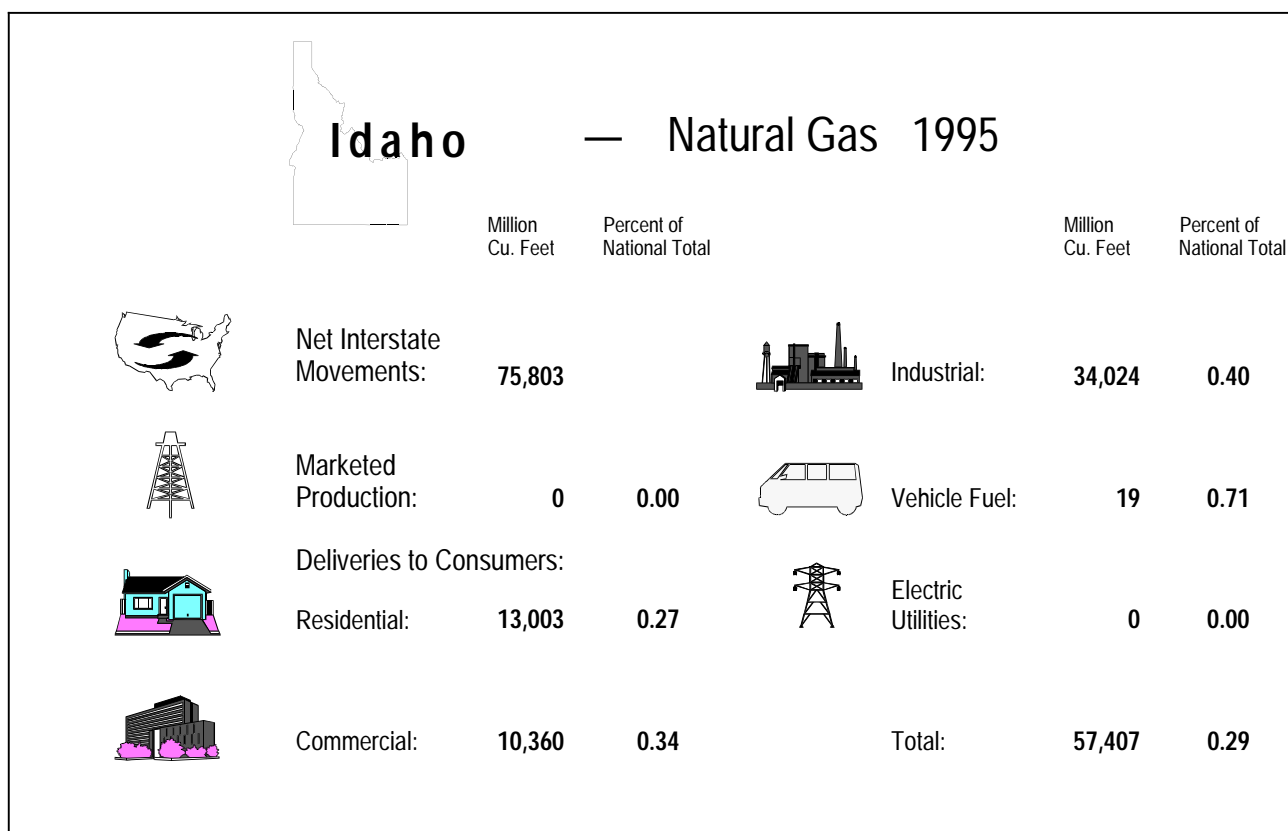 Idaho — Natural Gas 1995
Million Cu. Feet
Percent of National Total
Million Cu. Feet
Percent of National Total
Net Interstate
Movements: 75,803
Marketed
Production: 0 0.00
Deliveries to Consumers:
Residential: 13,003 0.27
Commercial: 10,360 0.34
Industrial: 34,024 0.40
Vehicle Fuel: 19 0.71
Electric
Utilities: 0 0.00
Total: 57,407 0.29